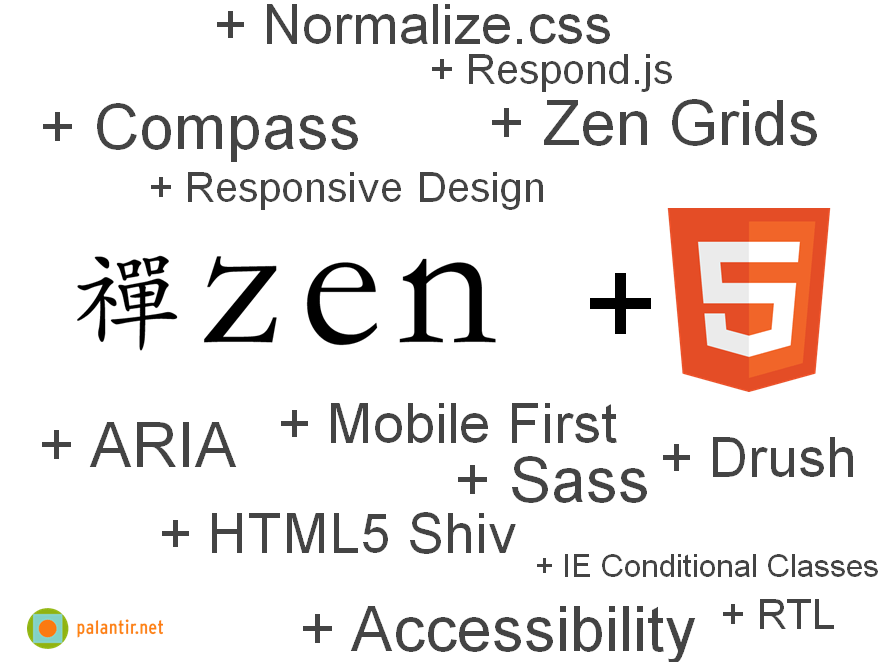 + Normalize.css
+ Respond.js
+ Compass
+ Zen Grids
+ Responsive Design
禪 zen + 5
+ ARIA
+ Mobile First
+ Sass
+ Drush
+ HTML5 Shiv
+ IE Conditional Classes
+ Accessibility
+ RTL
palantir.net